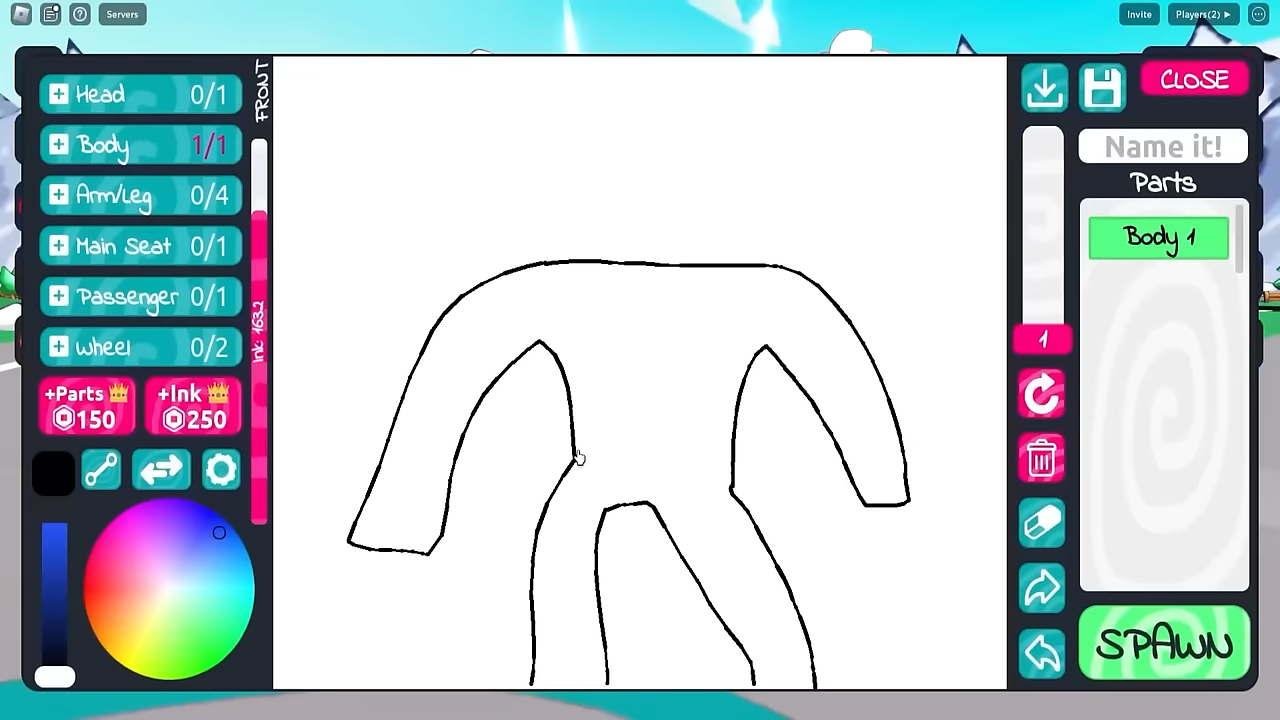 Servers
Invite
Players(2) ▶
Head 0/1
Body 1/1
Arm/Leg 0/4
Main Seat 0/1
Passenger 0/1
Wheel 0/2
+Parts
150
+Ink
250
FRONT
Ink: 163.2
CLOSE
Name it!
Parts
Body 1
1
SPAWN